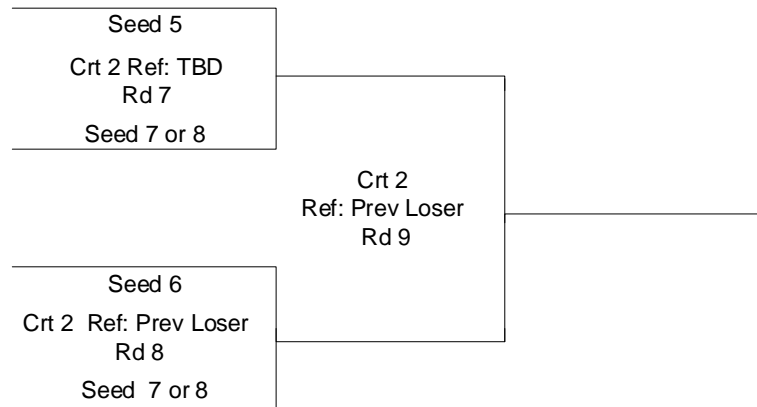 Seed 5
Crt 2 Ref: TBD
Rd 7
Seed 7 or 8
Crt 2
Ref: Prev Loser
Rd 9
Seed 6
Crt 2  Ref: Prev Loser
Rd 8
Seed  7 or 8